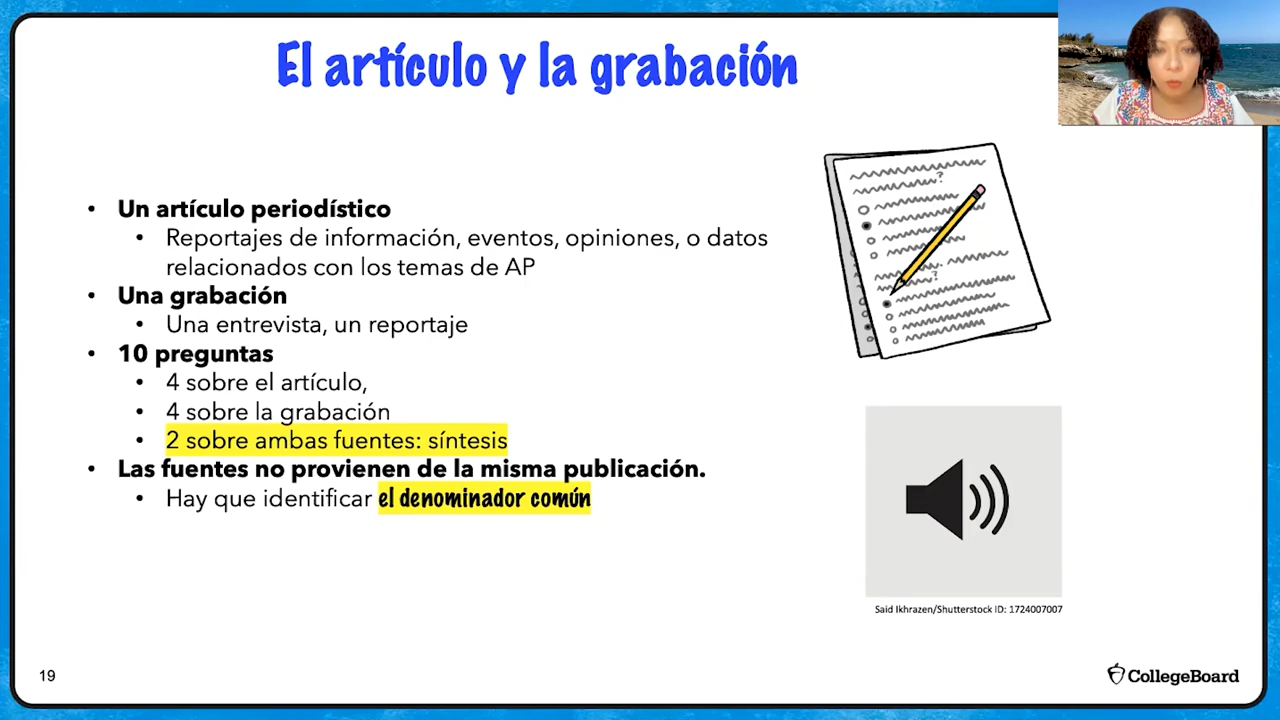 El artículo y la grabación
• Un artículo periodístico
• Reportajes de información, eventos, opiniones, o datos
relacionados con los temas de AP
• Una grabación
• Una entrevista, un reportaje
• 10 preguntas
• 4 sobre el artículo,
• 4 sobre la grabación
• 2 sobre ambas fuentes: síntesis
• Las fuentes no provienen de la misma publicación.
• Hay que identificar el denominador común
?
?
Said Ikhrazen/Shutterstock ID: 1724007007
19
CollegeBoard